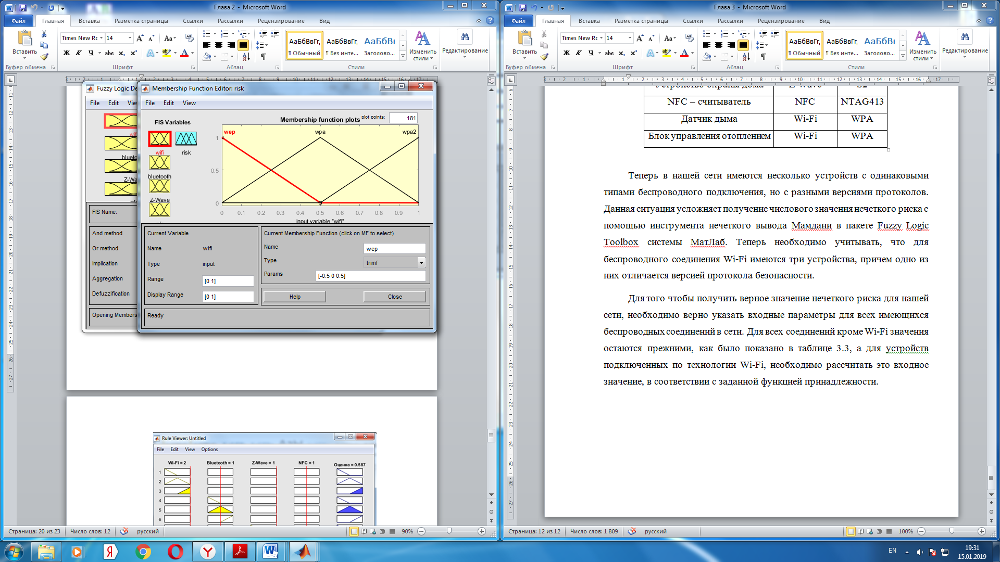 Глава 2 - Microsoft Word
Файл Главная Вставка Разметка страницы Ссылки Рассылки Рецензирование Вид
Times New Rc 14
Вставить
Ж К Ч abc x₂ x²
АаБбВвГг, АаБбВвГг, АаБбВі
¶ Обычный ¶ Без инте... Заголово...
Изменить стили
Редактирование
Буфер обмена Шрифт Абзац Стили
Fuzzy Logic De
File Edit Viev
wifi
bluetoo
Z-Wa
FIS Name:
And method
Or method
Implication
Aggregation
Defuzzification
Opening Members
Membership Function Editor: risk
File Edit View
FIS Variables
wifi risk
bluetooth
Z-Wave
Membership function plots plot points: 181
wep wpa wpa2
1
0.5
0
0 0.1 0.2 0.3 0.4 0.5 0.6 0.7 0.8 0.9 1
input variable "wifi"
Current Variable
Name wifi
Type input
Range [0 1]
Display Range [0 1]
Current Membership Function (click on MF to select)
Name wep
Type trimf
Params [-0.5 0 0.5]
Help Close
Ready
Rule Viewer: Untitled
File Edit View Options
Wi-Fi = 2 Bluetooth = 1 Z-Wave = 1 NFC = 1 Оценка = 0.587
1
2
3
4
5
6
Страница: 20 из 23 Число слов: 12 русский 90%
Глава 3 - Microsoft Word
Файл Главная Вставка Разметка страницы Ссылки Рассылки Рецензирование Вид
Times New Rc 14
Вставить
Ж К Ч abc x₂ x²
АаБбВвГг, АаБбВвГг, АаБбВі
¶ Обычный ¶ Без инте... Заголово...
Изменить стили
Редактирование
Буфер обмена Шрифт Абзац Стили
Устройство охраны дома Z-Wave S2
NFC – считыватель NFC NTAG413
Датчик дыма Wi-Fi WPA
Блок управления отоплением Wi-Fi WPA
Теперь в нашей сети имеются несколько устройств с одинаковыми
типами беспроводного подключения, но с разными версиями протоколов.
Данная ситуация усложняет получение числового значения нечеткого риска с
помощью инструмента нечеткого вывода Мамдани в пакете Fuzzy Logic
Toolbox системы МатЛаб. Теперь необходимо учитывать, что для
беспроводного соединения Wi-Fi имеются три устройства, причем одно из
них отличается версией протокола безопасности.
Для того чтобы получить верное значение нечеткого риска для нашей
сети, необходимо верно указать входные параметры для всех имеющихся
беспроводных соединений в сети. Для всех соединений кроме Wi-Fi значения
остаются прежними, как было показано в таблице 3.3, а для устройств
подключенных по технологии Wi-Fi, необходимо рассчитать это входное
значение, в соответствии с заданной функцией принадлежности.
Страница: 12 из 12 Число слов: 1 809 русский 100%
EN 19:31
15.01.2019